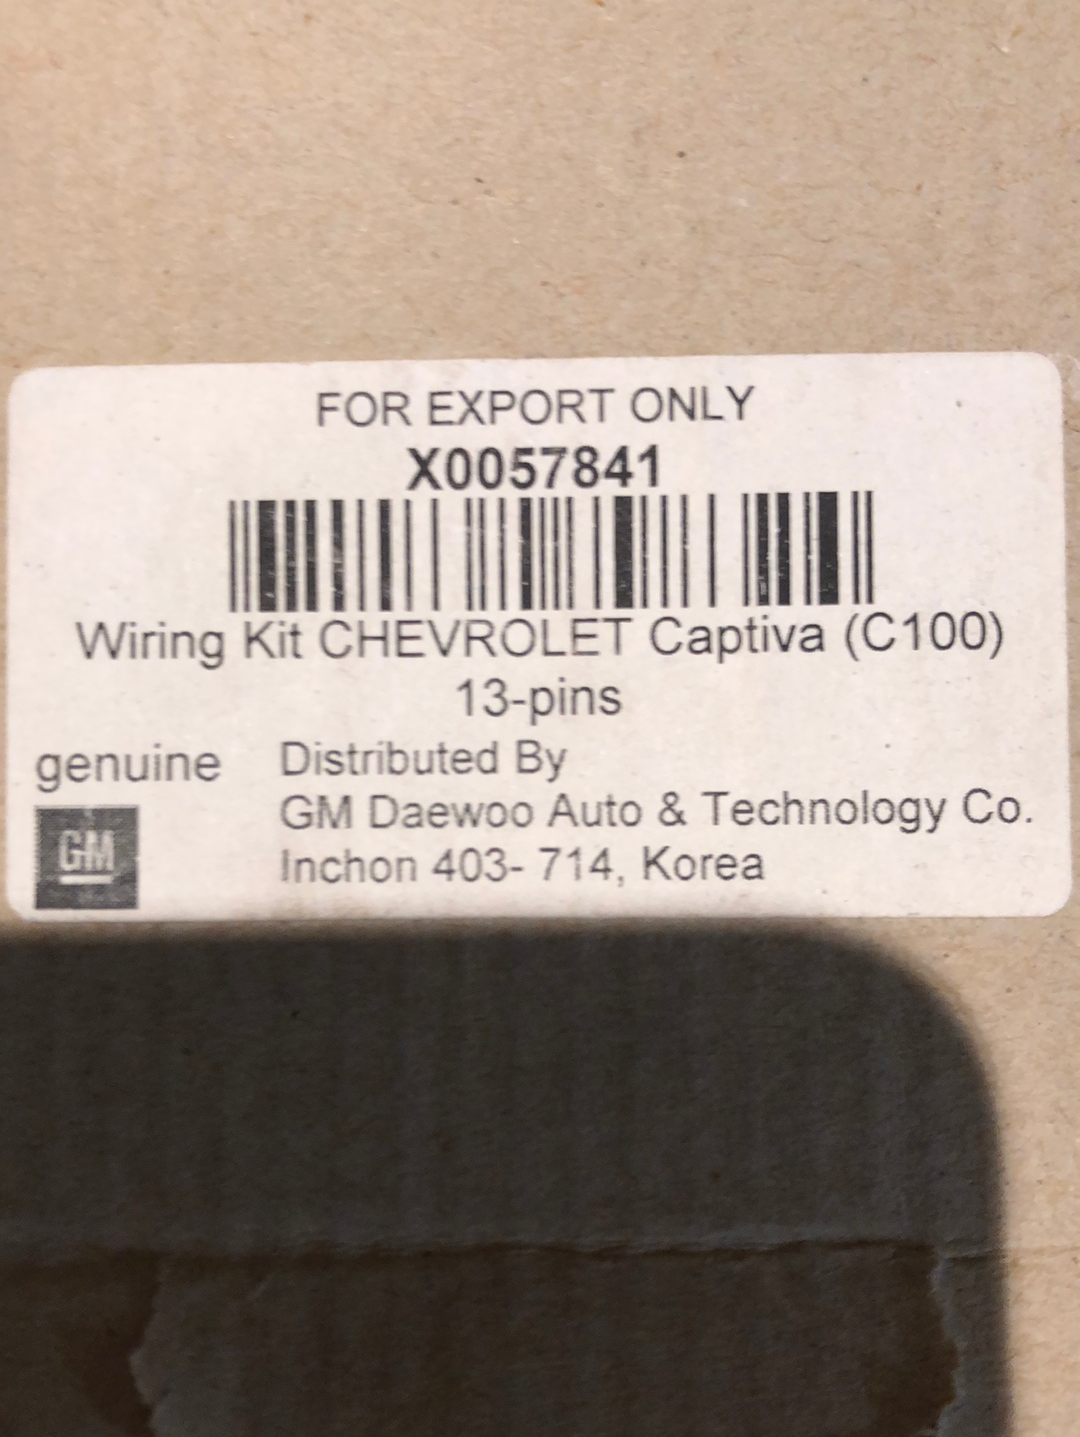 FOR EXPORT ONLY
X0057841
Wiring Kit CHEVROLET Captiva (C100)
13-pins
genuine
GM
Distributed By
GM Daewoo Auto & Technology Co.
Inchon 403- 714, Korea